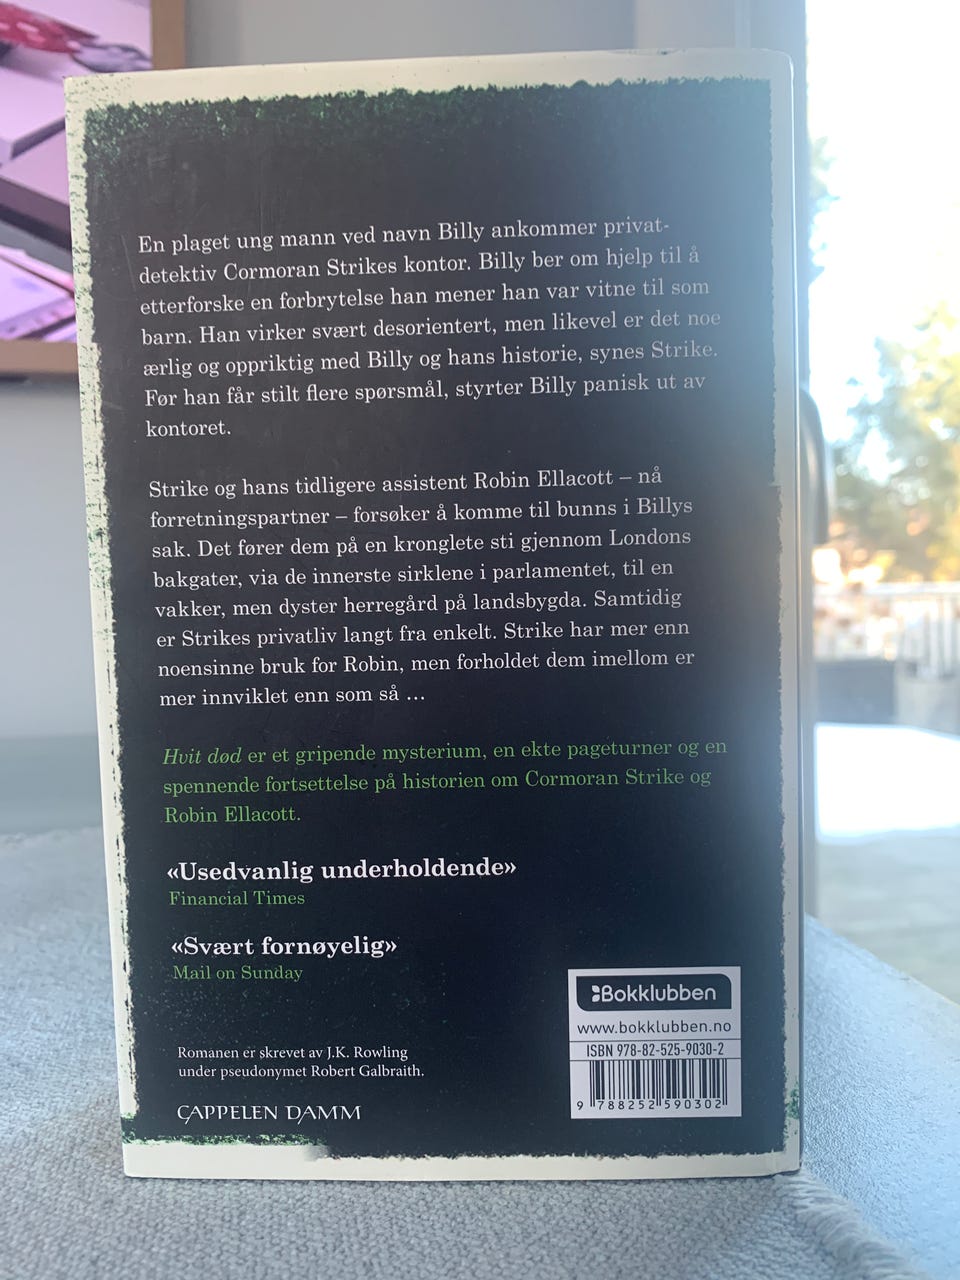 En plaget ung mann ved navn Billy ankommer privat-
detektiv Cormoran Strikes kontor. Billy ber om hjelp til å
etterforske en forbrytelse han mener han var vitne til som
barn. Han virker svært desorientert, men likevel er det noe
ærlig og oppriktig med Billy og hans historie, synes Strike.
Før han får stilt flere spørsmål, styrter Billy panisk ut av
kontoret.
Strike og hans tidligere assistent Robin Ellacott – nå
forretningspartner – forsøker å komme til bunns i Billys
sak. Det fører dem på en kronglete sti gjennom Londons
bakgater, via de innerste sirklene i parlamentet, til en
vakker, men dyster herregård på landsbygda. Samtidig
er Strikes privatliv langt fra enkelt. Strike har mer enn
noensinne bruk for Robin, men forholdet dem imellom er
mer innviklet enn som så ...
Hvit død er et gripende mysterium, en ekte pageturner og en
spennende fortsettelse på historien om Cormoran Strike og
Robin Ellacott.
«Usedvanlig underholdende»
Financial Times
«Svært fornøyelig»
Mail on Sunday
Romanen er skrevet av J.K. Rowling
under pseudonymet Robert Galbraith.
CAPPELEN DAMM
Bokklubben
www.bokklubben.no
ISBN 978-82-525-9030-2
9 788252 590302